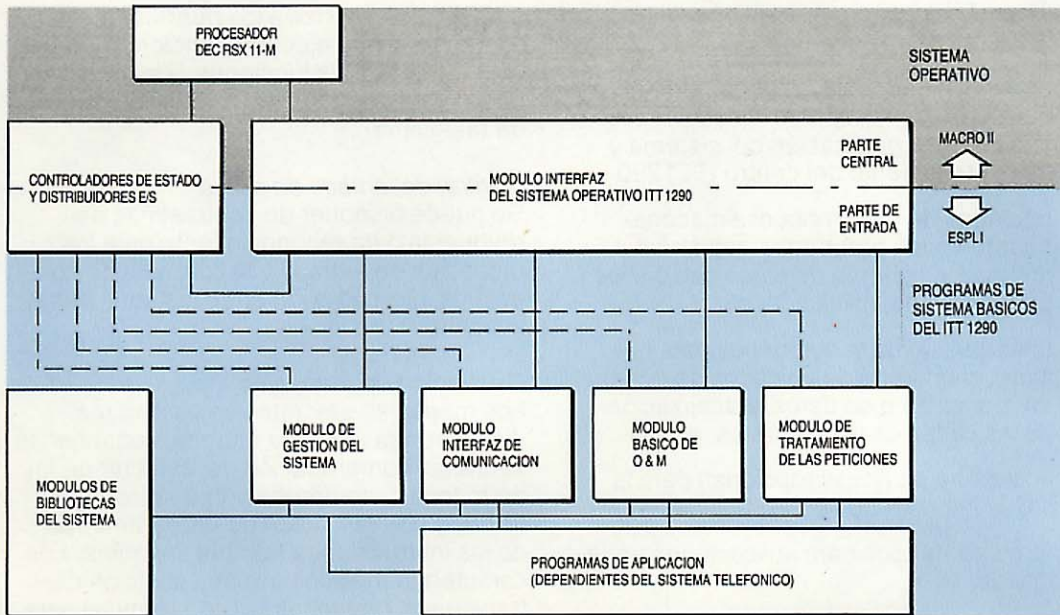 PROCESADOR
DEC RSX 11-M
SISTEMA
OPERATIVO
CONTROLADORES DE ESTADO
Y DISTRIBUIDORES E/S
MODULO INTERFAZ
DEL SISTEMA OPERATIVO ITT 1290
PARTE
CENTRAL
PARTE DE
ENTRADA
MACRO II
ESPL I
PROGRAMAS DE
SISTEMA BASICOS
DEL ITT 1290
MODULOS DE
BIBLIOTECAS
DEL SISTEMA
MODULO DE
GESTION DEL
SISTEMA
MODULO
INTERFAZ DE
COMUNICACION
MODULO
BASICO DE
O & M
MODULO DE
TRATAMIENTO
DE LAS PETICIONES
PROGRAMAS DE APLICACION
(DEPENDIENTES DEL SISTEMA TELEFONICO)